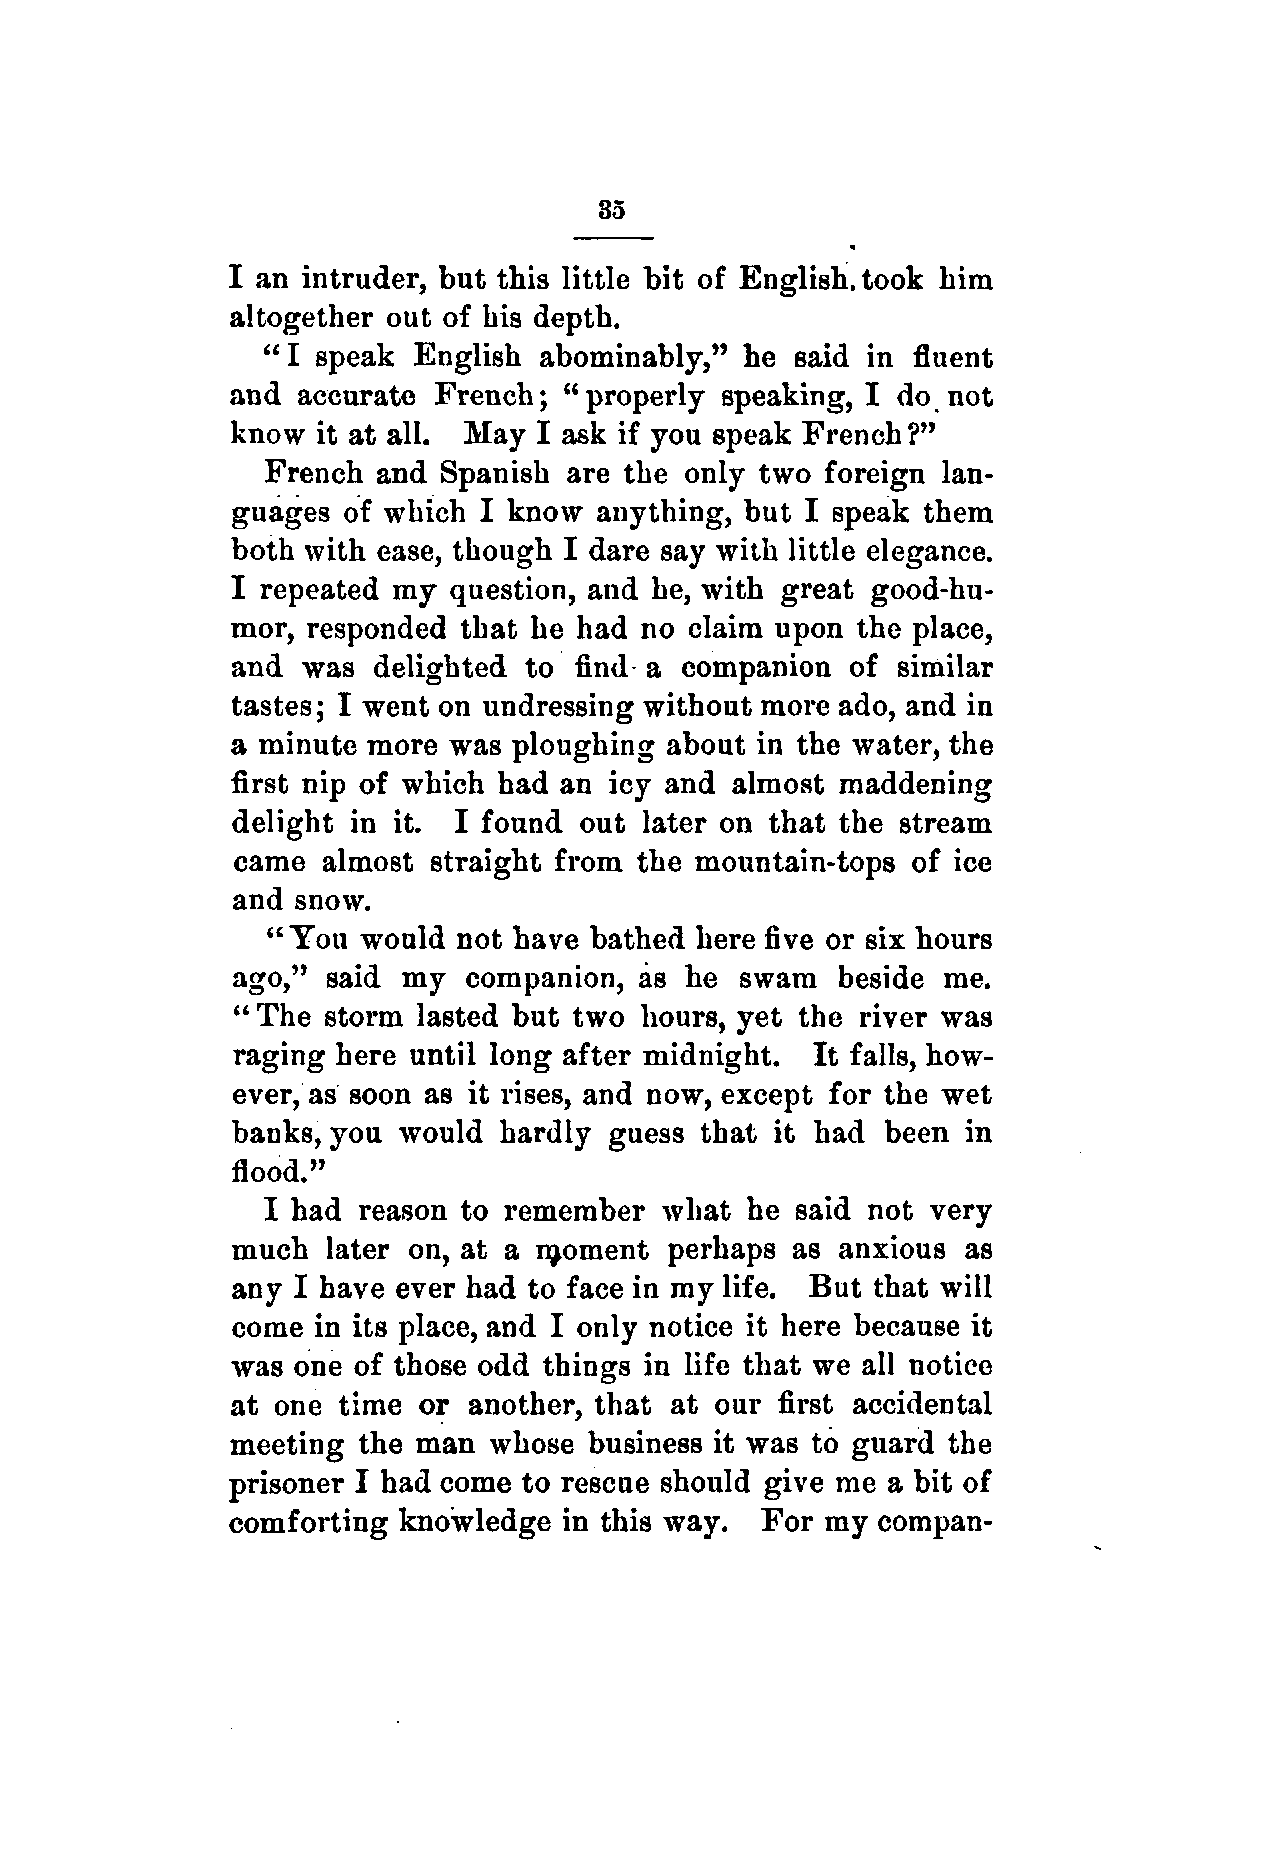 35
I an intruder, but this little bit of English. took him
altogether out of his depth.
"I speak English abominably," he said in fluent
and accurate French; "properly speaking, I do not
know it at all. May I ask if you speak French?"
French and Spanish are the only two foreign lan-
guages of which I know anything, but I speak them
both with ease, though I dare say with little elegance.
I repeated my question, and he, with great good-hu-
mor, responded that he had no claim upon the place,
and was delighted to find a companion of similar
tastes; I went on undressing without more ado, and in
a minute more was ploughing about in the water, the
first nip of which had an icy and almost maddening
delight in it. I found out later on that the stream
came almost straight from the mountain-tops of ice
and snow.
"You would not have bathed here five or six hours
ago," said my companion, as he swam beside me.
"The storm lasted but two hours, yet the river was
raging here until long after midnight. It falls, how-
ever, as soon as it rises, and now, except for the wet
banks, you would hardly guess that it had been in
flood."
I had reason to remember what he said not very
much later on, at a moment perhaps as anxious as
any I have ever had to face in my life. But that will
come in its place, and I only notice it here because it
was one of those odd things in life that we all notice
at one time or another, that at our first accidental
meeting the man whose business it was to guard the
prisoner I had come to rescue should give me a bit of
comforting knowledge in this way. For my compan-